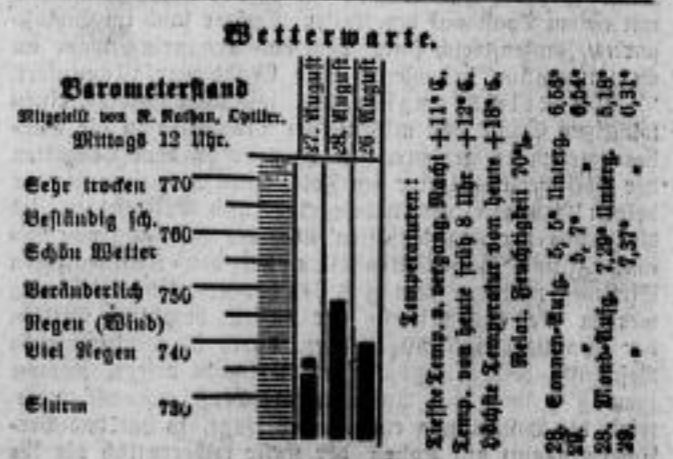 Wetterwarte.
Barometerstand
Mitgeteilt von R. Nathan, Optiker.
Mittags 12 Uhr.
Sehr trocken 770
Beständig sch.
760
Schön Wetter
Veränderlich 750
Regen (Wind)
Viel Regen 740
Sturm 730
27. August
28. August
26 August
Temperaturen:
Tiefste Temp. v. vergang. Nacht +11° C.
Temp. von heute früh 8 Uhr +12° C.
Höchste Temperatur von heute +18° C.
Relat. Feuchtigkeit 70%
28. Sonnen-Aufg. 5, 5° Unterg. 6,56°
29. " 5, 7° " 6,54°
28. Mond-Aufg. 7,29° Unterg. 5,18°
29. " 7,37° " 6,31°